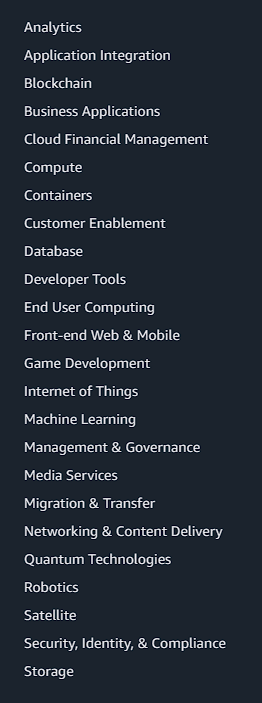 Analytics
Application Integration
Blockchain
Business Applications
Cloud Financial Management
Compute
Containers
Customer Enablement
Database
Developer Tools
End User Computing
Front-end Web & Mobile
Game Development
Internet of Things
Machine Learning
Management & Governance
Media Services
Migration & Transfer
Networking & Content Delivery
Quantum Technologies
Robotics
Satellite
Security, Identity, & Compliance
Storage